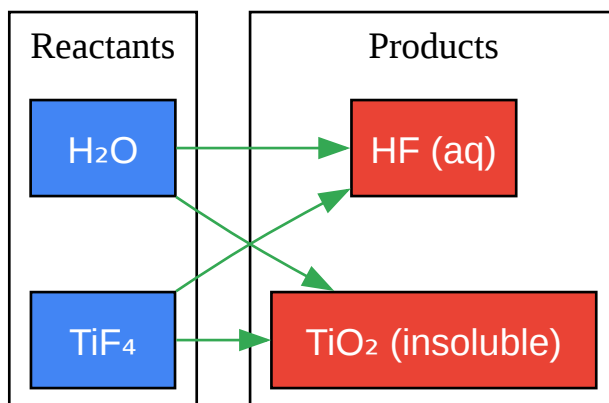 Reactants
Products
H₂O
HF (aq)
TiF₄
TiO₂ (insoluble)